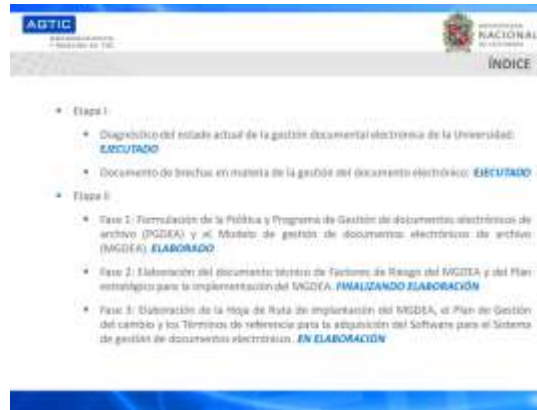 AGTIC
NACIONAL
ÍNDICE
• Etapa I:
• Diagnóstico del estado actual de la gestión documental electrónica de la Universidad:
EJECUTADO
• Documento de brechas en materia de la gestión del documento electrónico: EJECUTADO
• Etapa II
• Fase 1: Formulación de la Política y Programa de Gestión de documentos electrónicos de
archivo (PGDEA) y el Modelo de gestión de documentos electrónicos de archivo
(MGDEA). ELABORADO
• Fase 2: Elaboración del documento técnico de Factores de Riesgo del MGDEA y del Plan
estratégico para la implementación del MGDEA. FINALIZANDO ELABORACIÓN
• Fase 3: Elaboración de la Hoja de Ruta de implantación del MGDEA, el Plan de Gestión
del cambio y los Términos de referencia para la adquisición del Software para el Sistema
de gestión de documentos electrónicos. EN ELABORACIÓN